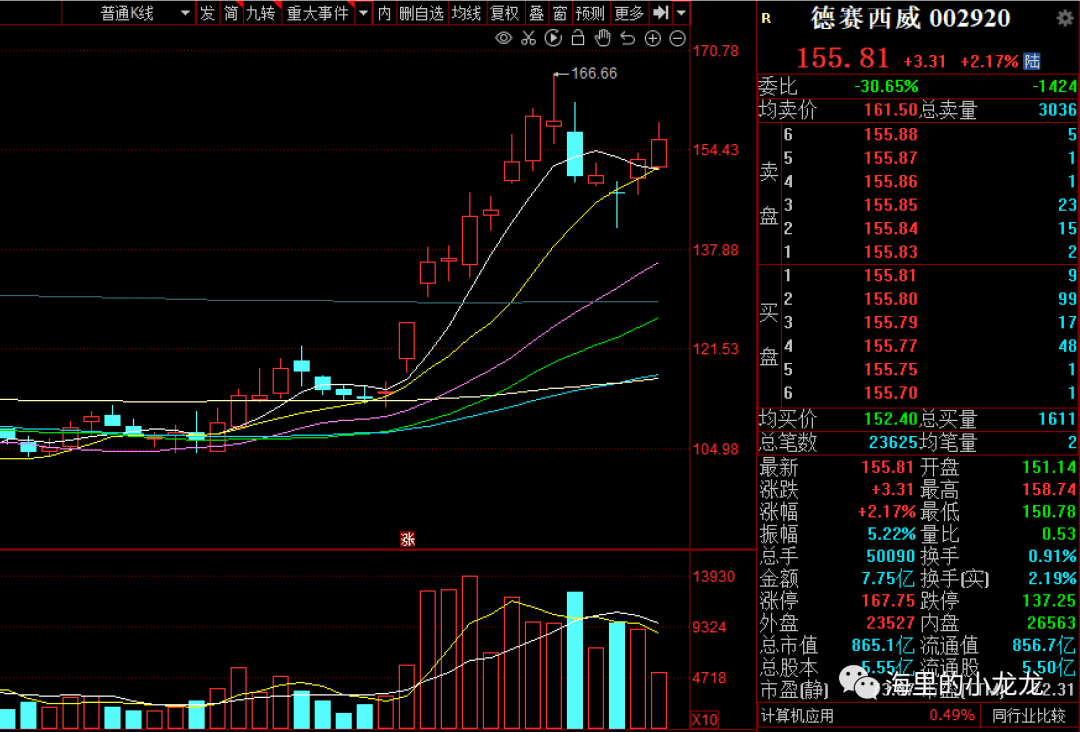 普通K线 发 简 九转 重大事件 内 删自选 均线 复权 叠 窗 预测 更多
R 德赛西威 002920
155.81 +3.31 +2.17% 陆
170.78
166.66
154.43
137.88
121.53
104.98
涨
13930
9324
4718
X10
委比 -30.65% -1424
均卖价 161.50 总卖量 3036
卖盘
6 155.88 5
5 155.87 1
4 155.86 1
3 155.85 23
2 155.84 15
1 155.83 2
买盘
1 155.81 9
2 155.80 99
3 155.79 17
4 155.77 48
5 155.75 1
6 155.70 1
均买价 152.40 总买量 1611
总笔数 23625 均笔量 2
最新 155.81 开盘 151.14
涨跌 +3.31 最高 158.74
涨幅 +2.17% 最低 150.78
振幅 5.22% 量比 0.53
总手 50090 换手 0.91%
金额 7.75亿 换手(实) 2.19%
涨停 167.75 跌停 137.25
外盘 23527 内盘 26563
总市值 865.1亿 流通值 856.7亿
总股本 5.55亿 流通股 5.50亿
市盈(静)
海里的小龙龙
计算机应用 0.49% 同行业比较